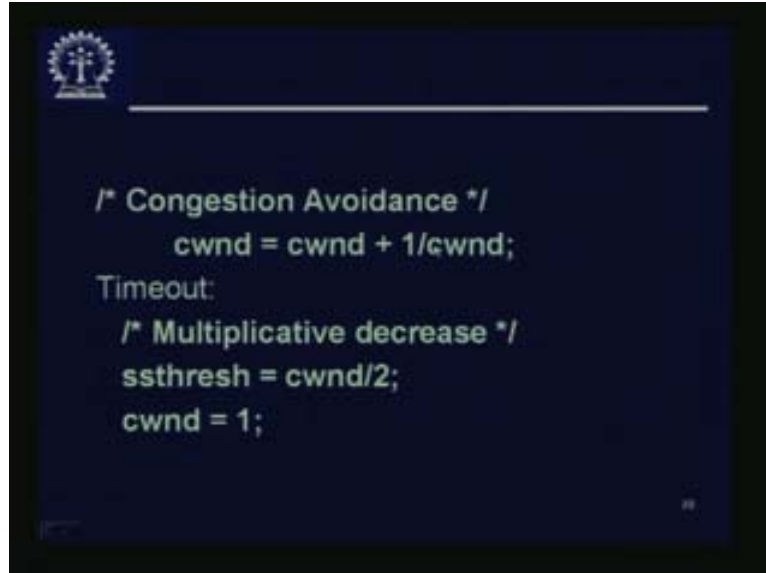 /* Congestion Avoidance */
cwnd = cwnd + 1/cwnd;
Timeout:
/* Multiplicative decrease */
ssthresh = cwnd/2;
cwnd = 1;